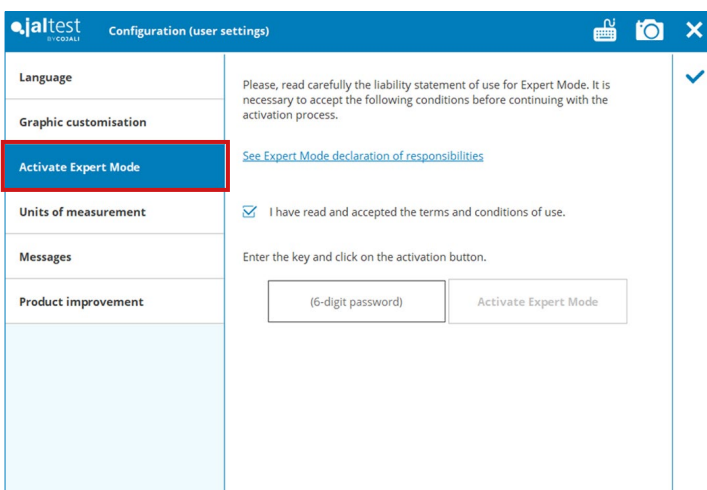 jaltest
BY COJALI
Configuration (user settings)
Language
Graphic customisation
Activate Expert Mode
Units of measurement
Messages
Product improvement
Please, read carefully the liability statement of use for Expert Mode. It is
necessary to accept the following conditions before continuing with the
activation process.
See Expert Mode declaration of responsibilities
I have read and accepted the terms and conditions of use.
Enter the key and click on the activation button.
(6-digit password)
Activate Expert Mode